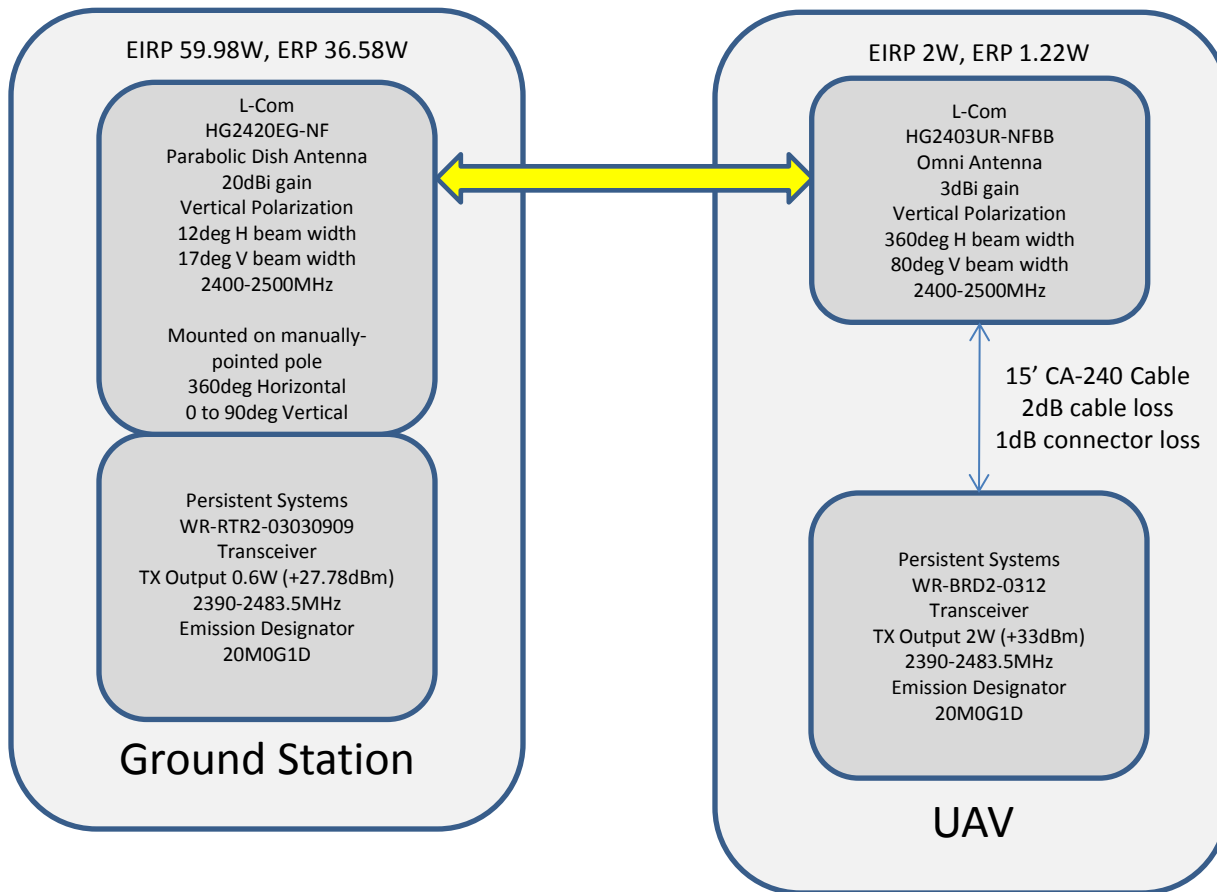 EIRP 59.98W, ERP 36.58W
L-Com
HG2420EG-NF
Parabolic Dish Antenna
20dBi gain
Vertical Polarization
12deg H beam width
17deg V beam width
2400-2500MHz
Mounted on manually-
pointed pole
360deg Horizontal
0 to 90deg Vertical
Persistent Systems
WR-RTR2-03030909
Transceiver
TX Output 0.6W (+27.78dBm)
2390-2483.5MHz
Emission Designator
20M0G1D
Ground Station
EIRP 2W, ERP 1.22W
L-Com
HG2403UR-NFBB
Omni Antenna
3dBi gain
Vertical Polarization
360deg H beam width
80deg V beam width
2400-2500MHz
15’ CA-240 Cable
2dB cable loss
1dB connector loss
Persistent Systems
WR-BRD2-0312
Transceiver
TX Output 2W (+33dBm)
2390-2483.5MHz
Emission Designator
20M0G1D
UAV